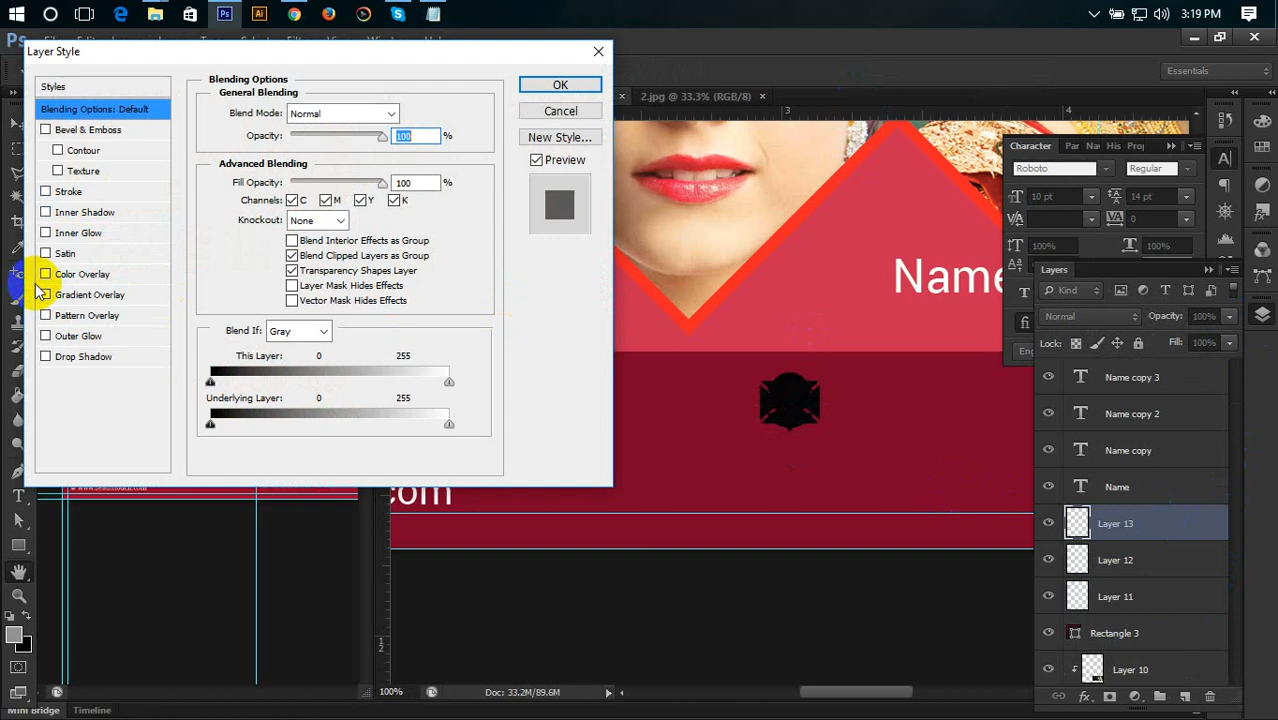 3:19 PM
Ps
Layer Style
Essentials
2.jpg @ 33.3% (RGB/8)
3
4
Styles
Blending Options: Default
Bevel & Emboss
Contour
Texture
Stroke
Inner Shadow
Inner Glow
Satin
Color Overlay
Gradient Overlay
Pattern Overlay
Outer Glow
Drop Shadow
Blending Options
General Blending
Blend Mode: Normal
Opacity: 100 %
Advanced Blending
Fill Opacity: 100 %
Channels: C M Y K
Knockout: None
Blend Interior Effects as Group
Blend Clipped Layers as Group
Transparency Shapes Layer
Layer Mask Hides Effects
Vector Mask Hides Effects
Blend If: Gray
This Layer: 0 255
Underlying Layer: 0 255
OK
Cancel
New Style...
Preview
Name
com
Character
Par
Na
Regular
Roboto
10 pt
14 pt
0
100%
100%
Layers
Kind
Normal
Opacity: 100%
Lock:
Fill: 100%
Name copy 3
Name copy 2
Name copy
Name
Layer 13
Layer 12
Layer 11
Rectangle 3
Layer 10
1
2
100%
Doc: 33.2M/89.6M
Mini Bridge
Timeline